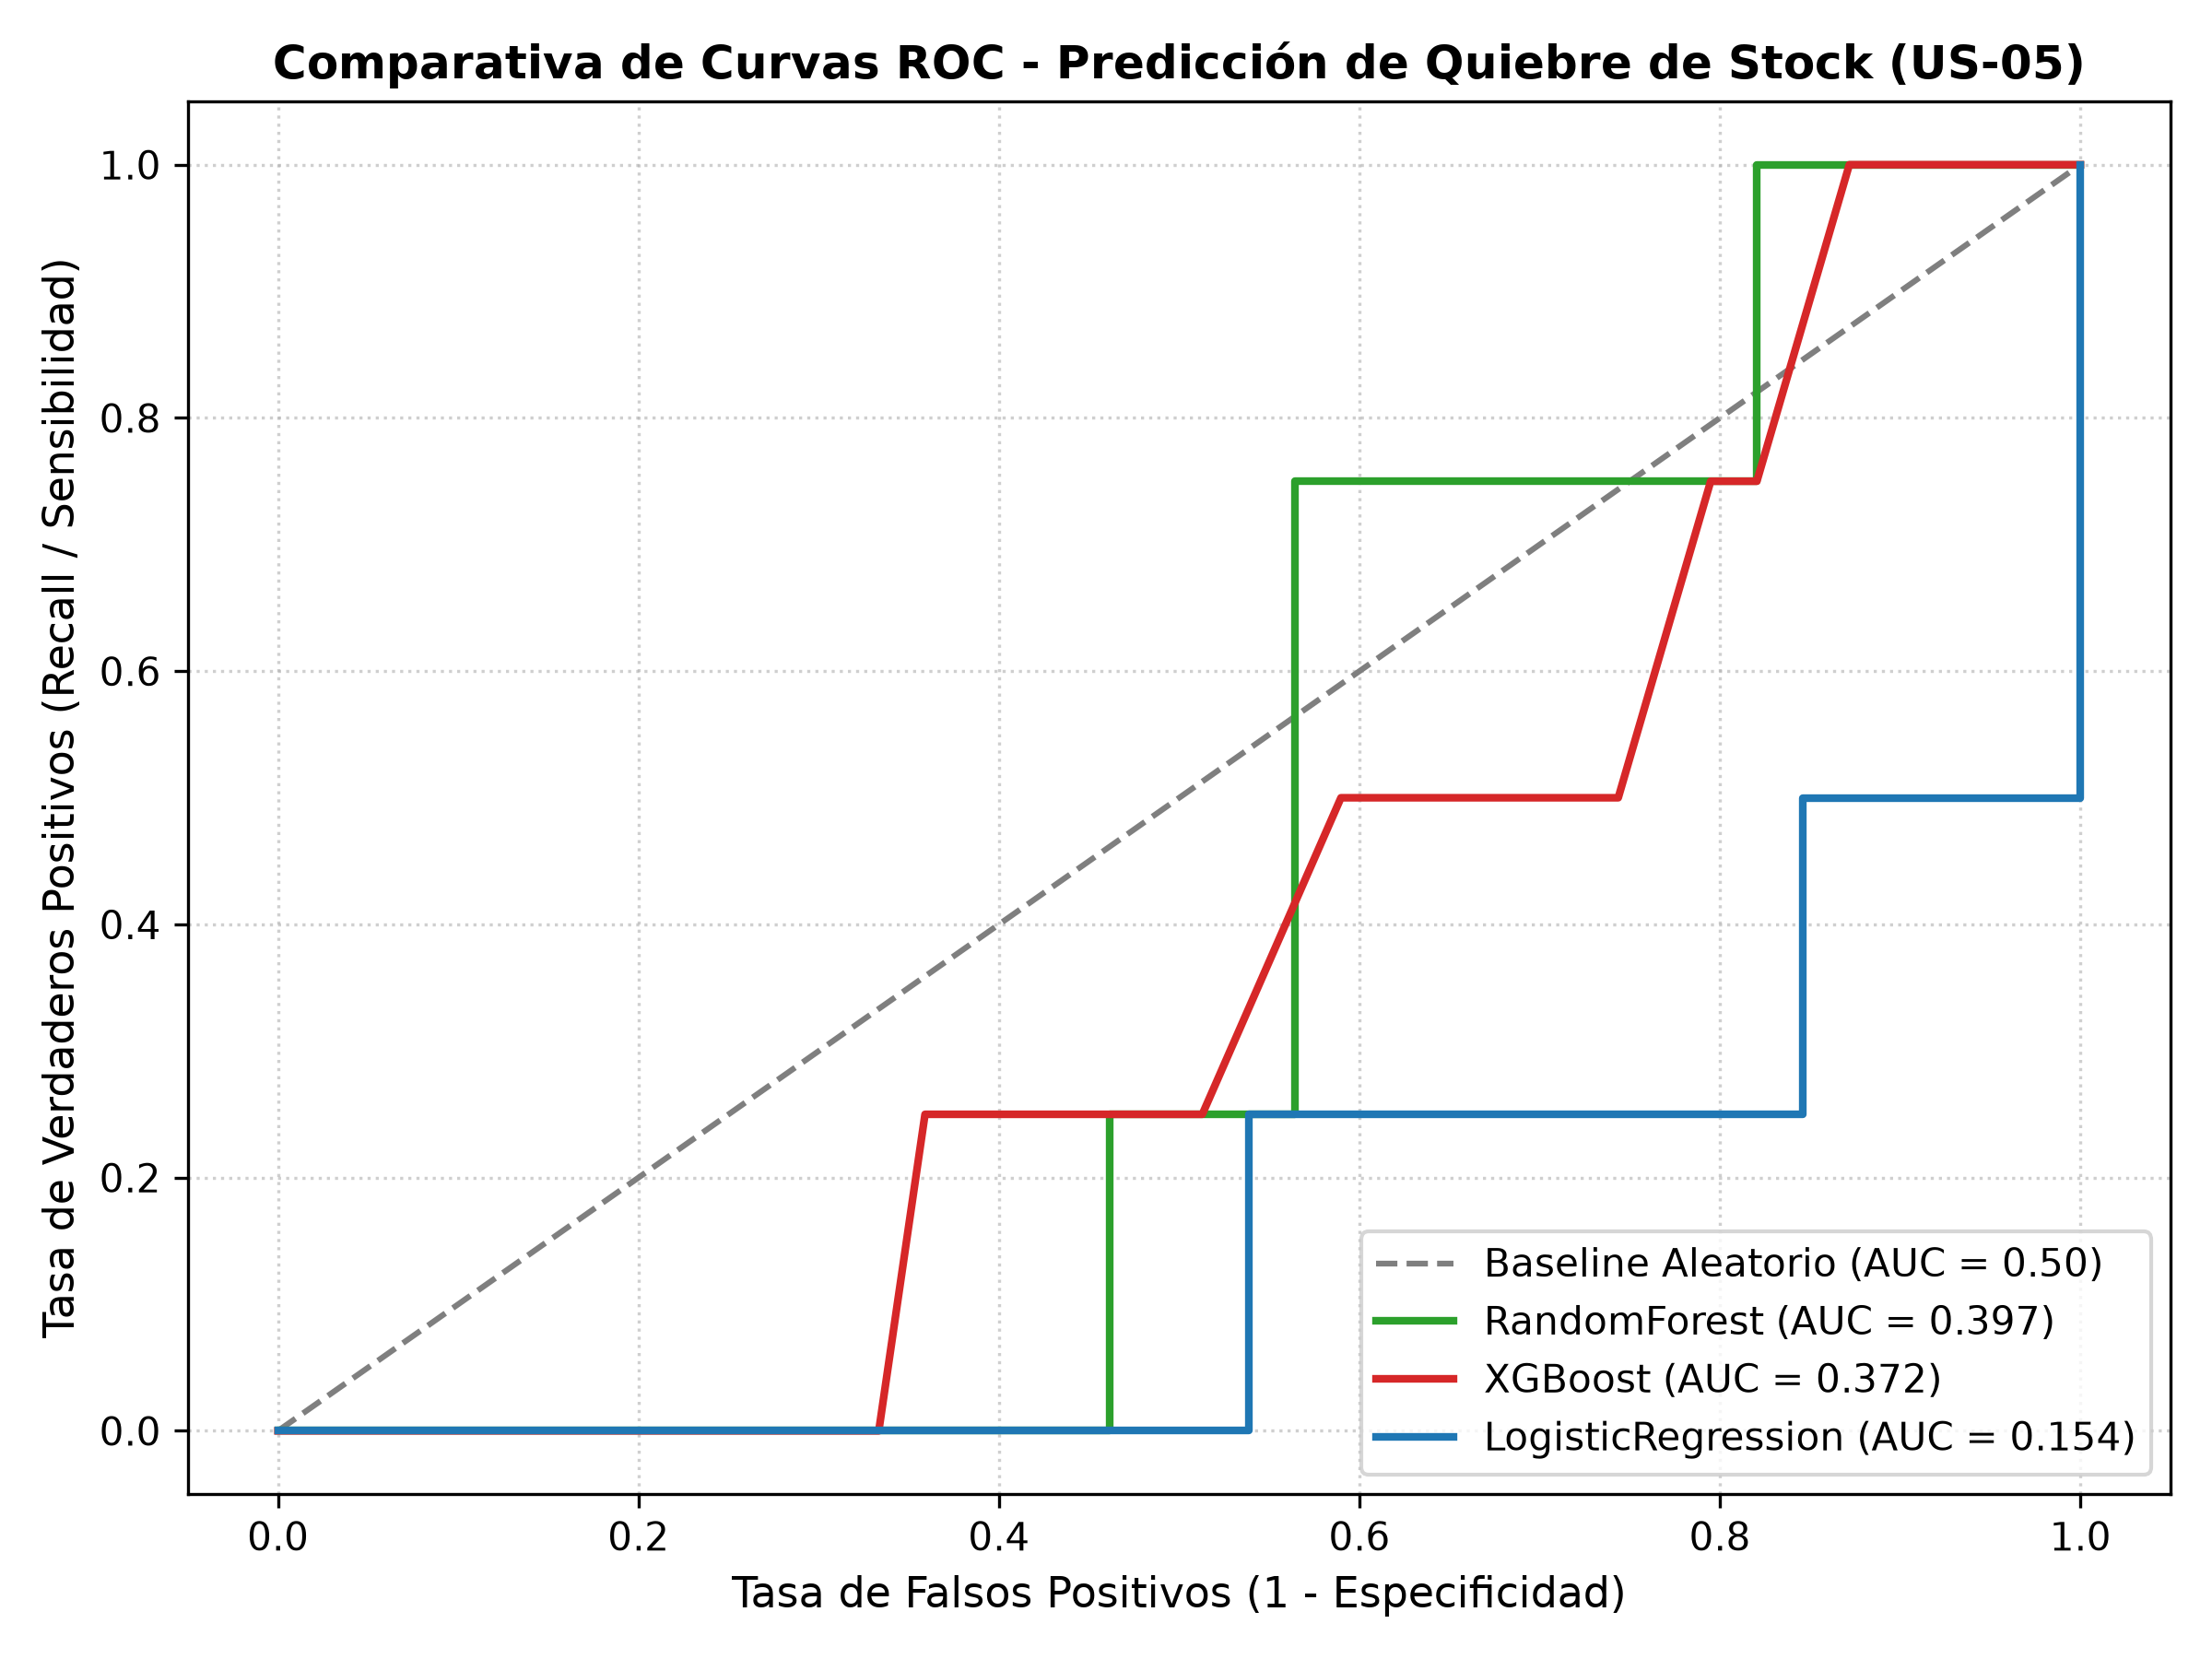 Comparativa de Curvas ROC - Predicción de Quiebre de Stock (US-05)
Tasa de Verdaderos Positivos (Recall / Sensibilidad)
1.0
0.8
0.6
0.4
0.2
0.0
Baseline Aleatorio (AUC = 0.50)
RandomForest (AUC = 0.397)
XGBoost (AUC = 0.372)
LogisticRegression (AUC = 0.154)
0.0 0.2 0.4 0.6 0.8 1.0
Tasa de Falsos Positivos (1 - Especificidad)